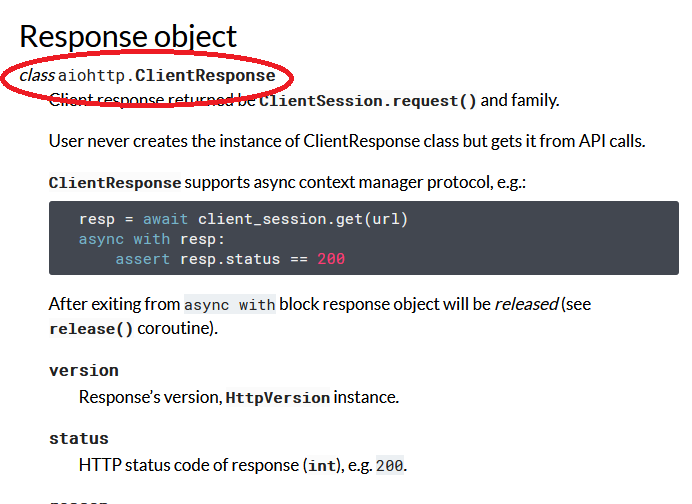 Response object
class aiohttp.ClientResponse
Client response returned be ClientSession.request() and family.
User never creates the instance of ClientResponse class but gets it from API calls.
ClientResponse supports async context manager protocol, e.g.:
resp = await client_session.get(url)
async with resp:
    assert resp.status == 200
After exiting from async with block response object will be released (see
release() coroutine).
version
Response’s version, HttpVersion instance.
status
HTTP status code of response (int), e.g. 200.